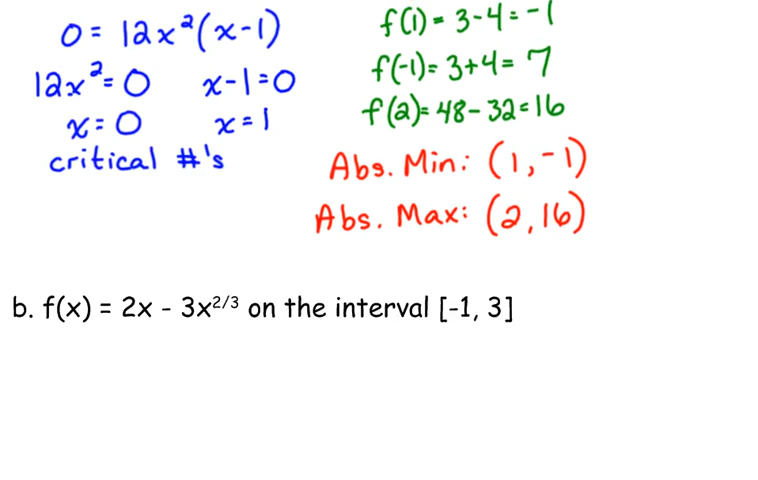 0 = 12x²(x-1)
12x² = 0 x-1=0
x = 0 x = 1
critical #'s
f(1) = 3-4 = -1
f(-1) = 3+4 = 7
f(2) = 48-32 = 16
Abs. Min: (1,-1)
Abs. Max: (2,16)
b. f(x) = 2x - 3x^{2/3} on the interval [-1, 3]